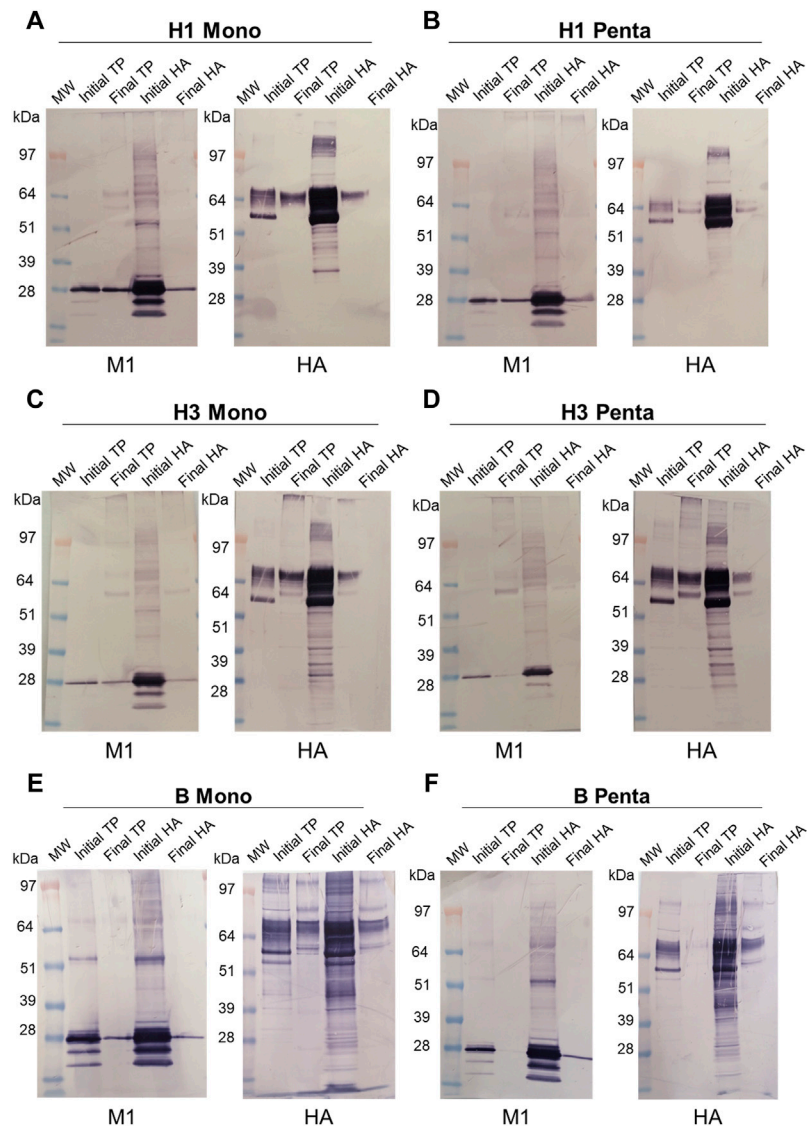 A
H1 Mono
MW Initial TP Final TP Initial HA Final HA MW Initial TP Final TP Initial HA Final HA
kDa kDa
97 97
64 64
51 51
39 39
28 28
M1 HA
B
H1 Penta
MW Initial TP Final TP Initial HA Final HA MW Initial TP Final TP Initial HA Final HA
kDa kDa
97 97
64 64
51 51
39 39
28 28
M1 HA
C
H3 Mono
MW Initial TP Final TP Initial HA Final HA MW Initial TP Final TP Initial HA Final HA
kDa kDa
97 97
64 64
51 51
39 39
28 28
M1 HA
D
H3 Penta
MW Initial TP Final TP Initial HA Final HA MW Initial TP Final TP Initial HA Final HA
kDa kDa
97 97
64 64
51 51
39 39
28 28
M1 HA
E
B Mono
MW Initial TP Final TP Initial HA Final HA MW Initial TP Final TP Initial HA Final HA
kDa kDa
97 97
64 64
51 51
39 39
28 28
M1 HA
F
B Penta
MW Initial TP Final TP Initial HA Final HA MW Initial TP Final TP Initial HA Final HA
kDa kDa
97 97
64 64
51 51
39 39
28 28
M1 HA